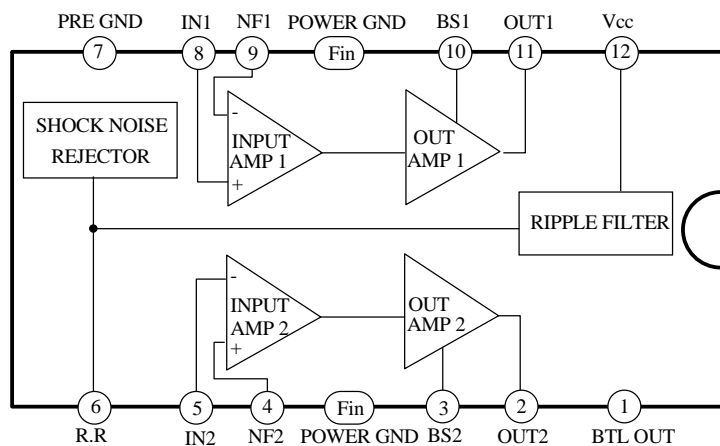 PRE GND IN1 NF1 POWER GND BS1 OUT1 Vcc
7 8 9 Fin 10 11 12
SHOCK NOISE
REJECTOR
-
INPUT
AMP 1
+
OUT
AMP 1
RIPPLE FILTER
-
INPUT
AMP 2
+
OUT
AMP 2
6 5 4 Fin 3 2 1
R.R IN2 NF2 POWER GND BS2 OUT2 BTL OUT